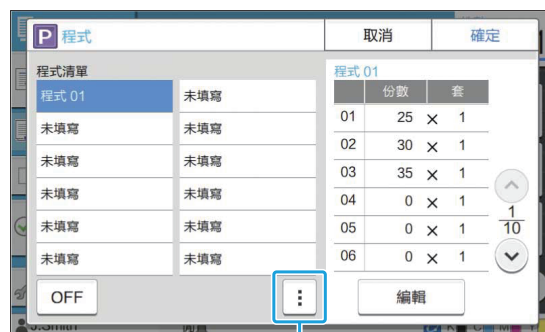 P 程式 取消 確定
程式清單
程式 01 未填寫
未填寫 未填寫
未填寫 未填寫
未填寫 未填寫
未填寫 未填寫
未填寫 未填寫
OFF
程式 01
份數 套
01 25 × 1
02 30 × 1
03 35 × 1
04 0 × 1
05 0 × 1
06 0 × 1
1
10
編輯
J.Smith
K C M Y